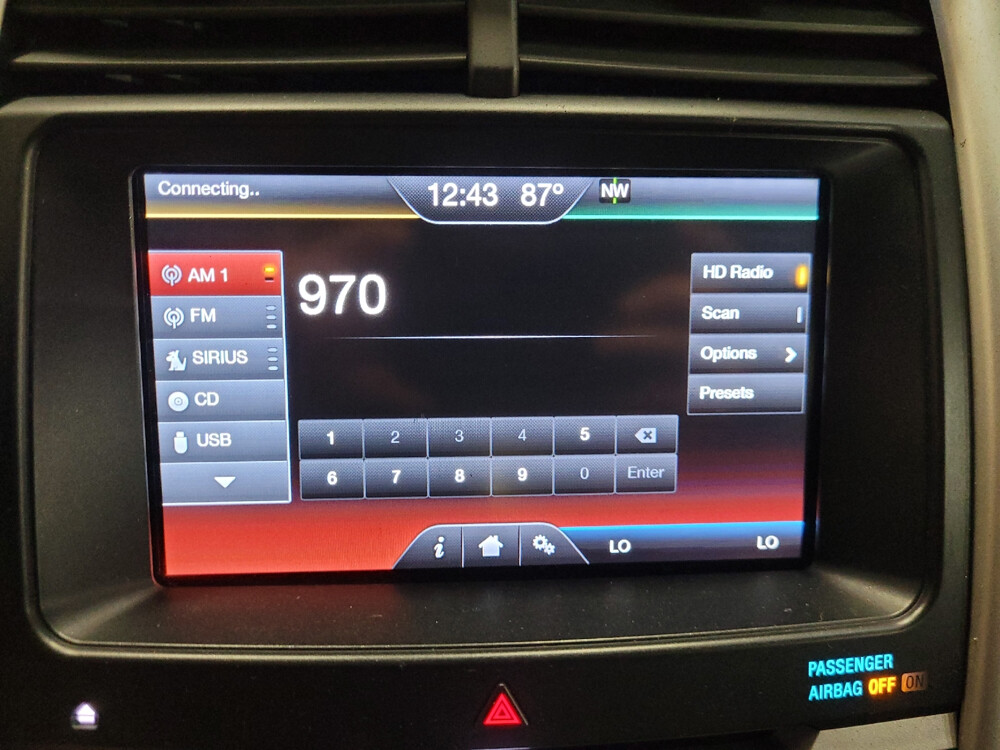 Connecting..
12:43 87° NW
AM 1
FM
SIRIUS
CD
USB
970
HD Radio
Scan
Options
Presets
1 2 3 4 5
6 7 8 9 0 Enter
i
LO LO
PASSENGER
AIRBAG OFF ON